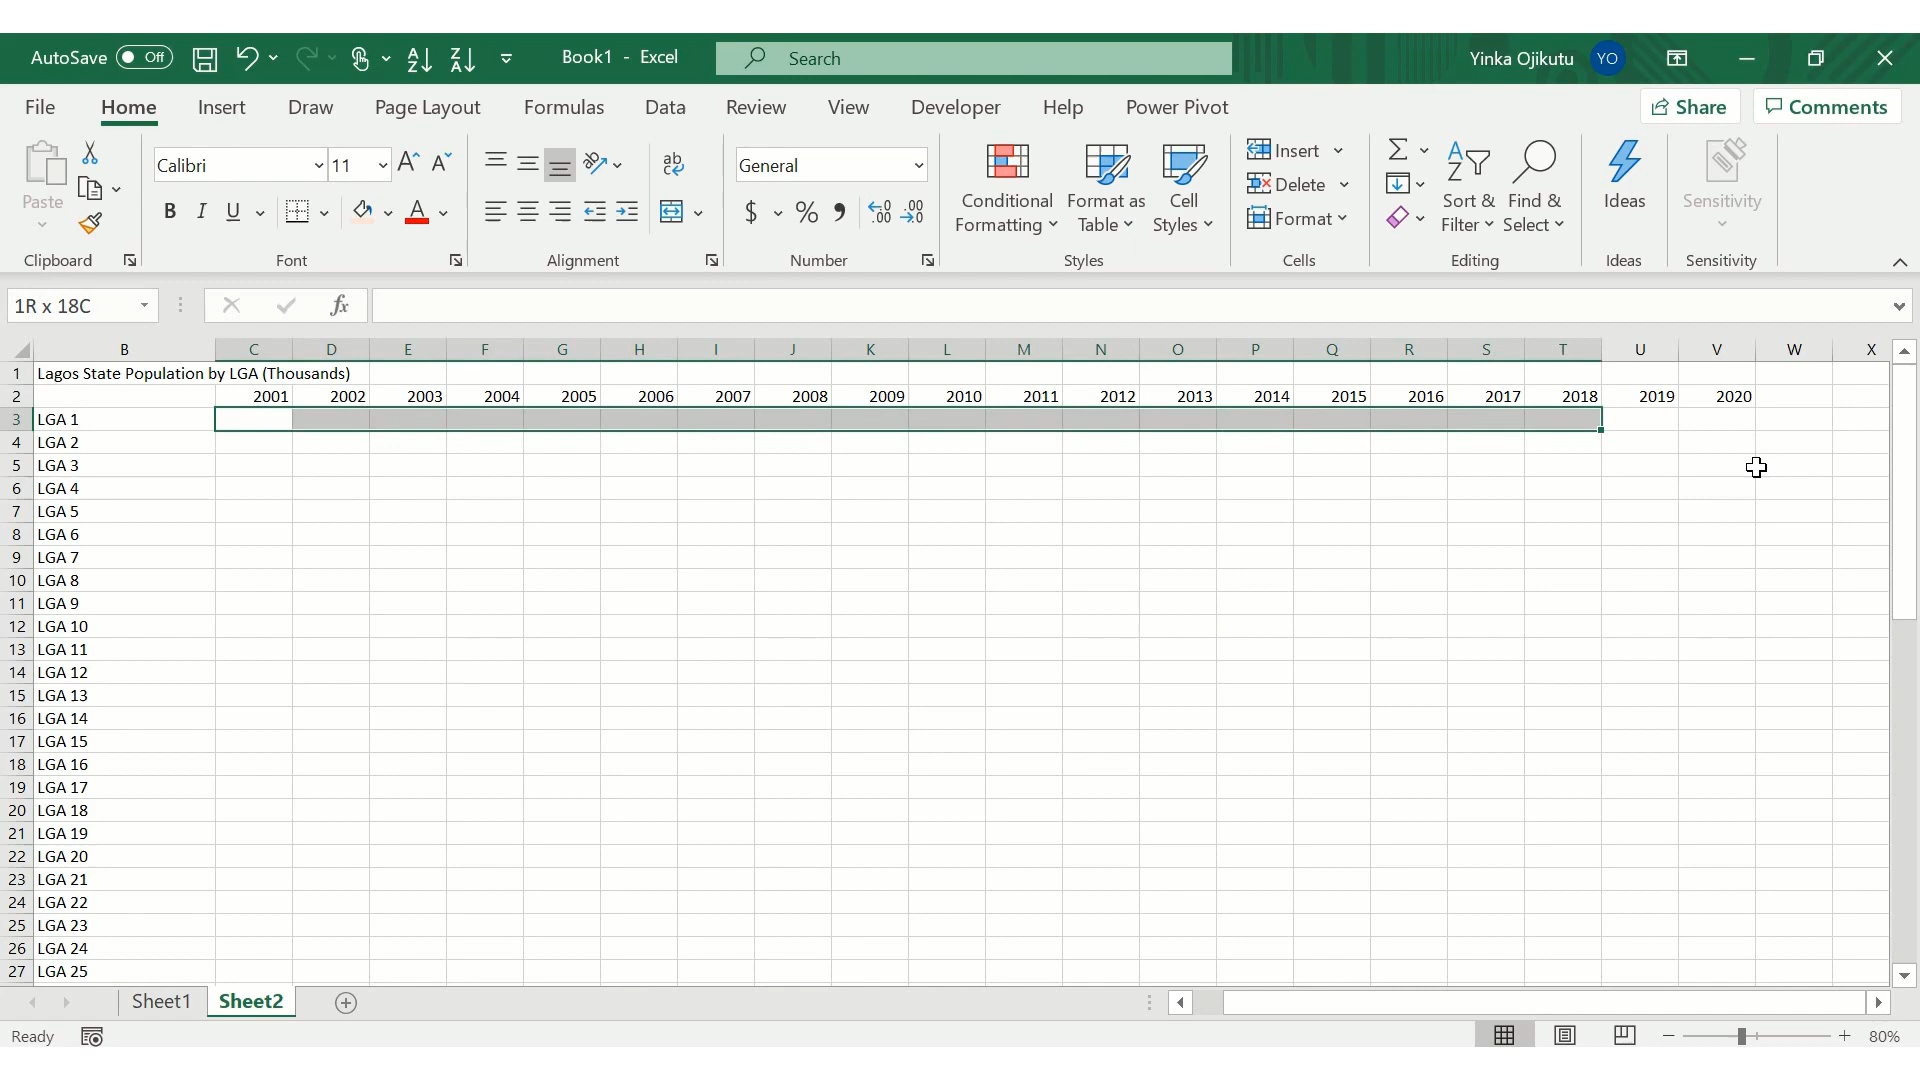 AutoSave Off Book1 - Excel Search Yinka Ojikutu YO
File Home Insert Draw Page Layout Formulas Data Review View Developer Help Power Pivot Share Comments
Paste
Clipboard
Calibri 11
B I U A
Font
ab
Alignment
General
$ % 9 .00 .00
Number
Conditional Formatting
Format as Table
Cell Styles
Styles
Insert
Delete
Format
Cells
Sort & Filter
Find & Select
Editing
Ideas
Ideas
Sensitivity
Sensitivity
1R x 18C fx
B C D E F G H I J K L M N O P Q R S T U V W X
1 Lagos State Population by LGA (Thousands)
2 2001 2002 2003 2004 2005 2006 2007 2008 2009 2010 2011 2012 2013 2014 2015 2016 2017 2018 2019 2020
3 LGA 1
4 LGA 2
5 LGA 3
6 LGA 4
7 LGA 5
8 LGA 6
9 LGA 7
10 LGA 8
11 LGA 9
12 LGA 10
13 LGA 11
14 LGA 12
15 LGA 13
16 LGA 14
17 LGA 15
18 LGA 16
19 LGA 17
20 LGA 18
21 LGA 19
22 LGA 20
23 LGA 21
24 LGA 22
25 LGA 23
26 LGA 24
27 LGA 25
Sheet1 Sheet2
Ready 80%